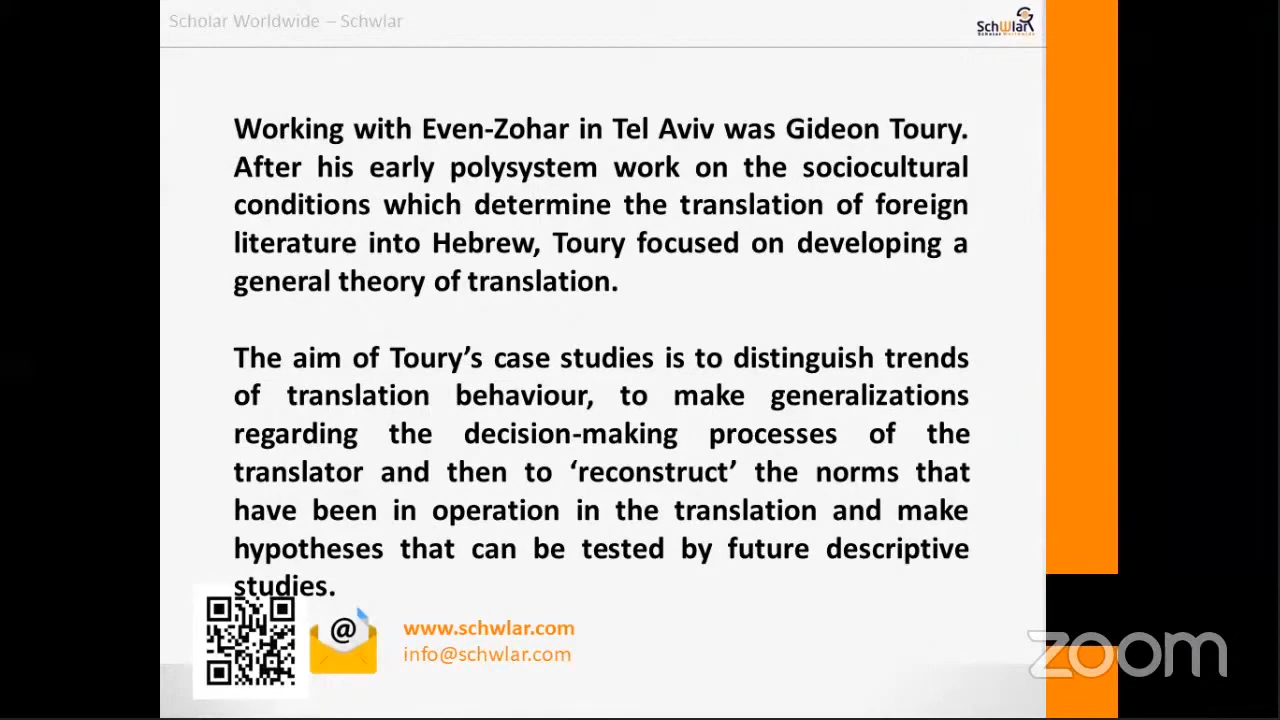 Scholar Worldwide – Schwlar
SchWlar
Scholar Worldwide
Working with Even-Zohar in Tel Aviv was Gideon Toury.
After his early polysystem work on the sociocultural
conditions which determine the translation of foreign
literature into Hebrew, Toury focused on developing a
general theory of translation.
The aim of Toury’s case studies is to distinguish trends
of translation behaviour, to make generalizations
regarding the decision-making processes of the
translator and then to ‘reconstruct’ the norms that
have been in operation in the translation and make
hypotheses that can be tested by future descriptive
studies.
@
www.schwlar.com
info@schwlar.com
zoom